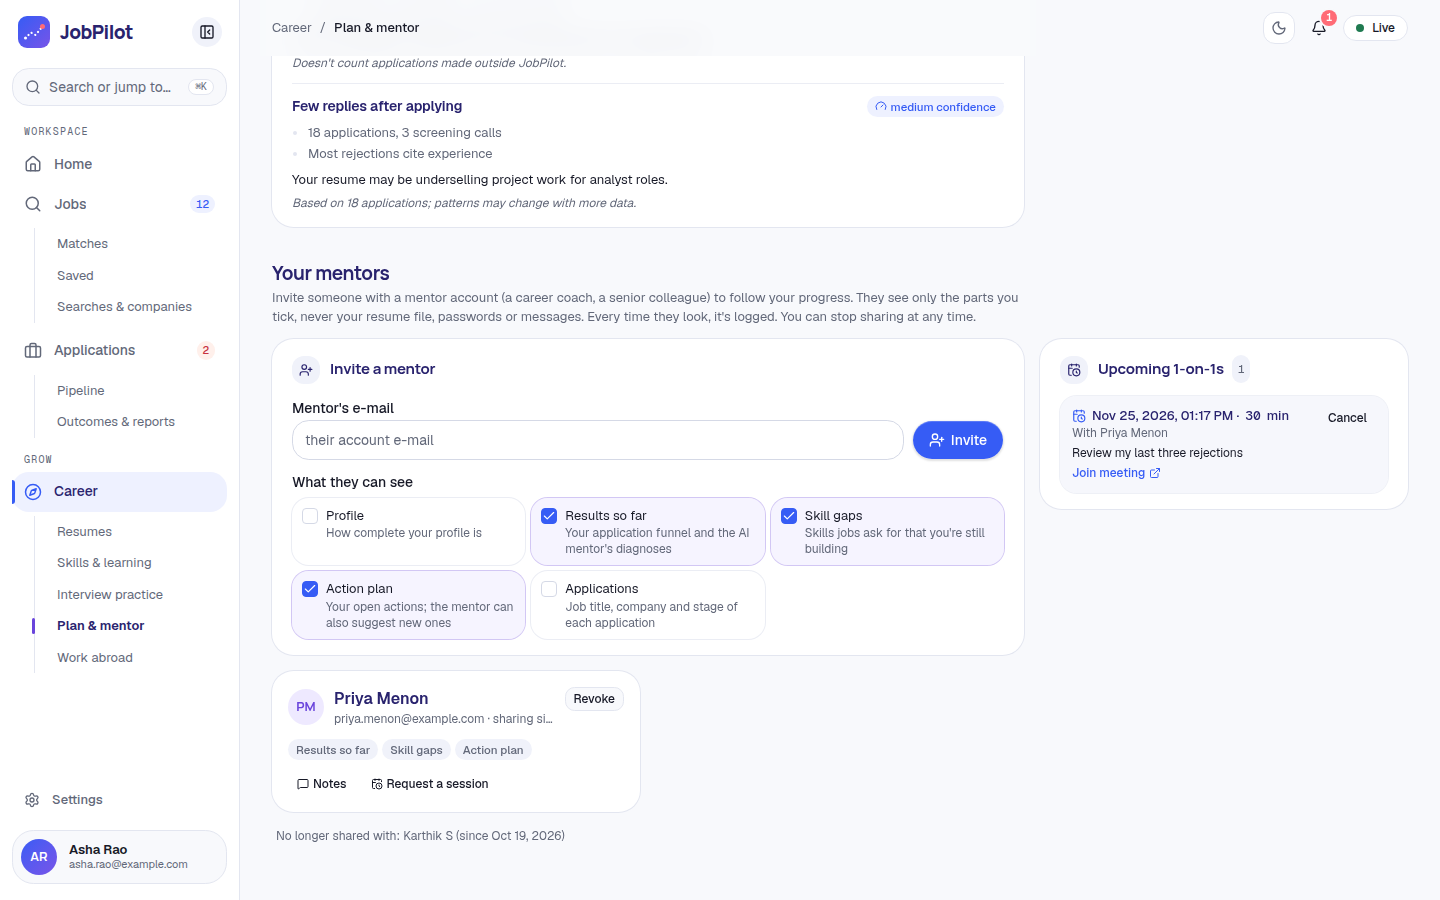 JobPilot
Search or jump to...
⌘K
WORKSPACE
Home
Jobs
12
Matches
Saved
Searches & companies
Applications
2
Pipeline
Outcomes & reports
GROW
Career
Resumes
Skills & learning
Interview practice
Plan & mentor
Work abroad
Settings
AR
Asha Rao
asha.rao@example.com
Career / Plan & mentor
1
Live
Doesn't count applications made outside JobPilot.
Few replies after applying
medium confidence
18 applications, 3 screening calls
Most rejections cite experience
Your resume may be underselling project work for analyst roles.
Based on 18 applications; patterns may change with more data.
Your mentors
Invite someone with a mentor account (a career coach, a senior colleague) to follow your progress. They see only the parts you
tick, never your resume file, passwords or messages. Every time they look, it's logged. You can stop sharing at any time.
Invite a mentor
Mentor's e-mail
their account e-mail
Invite
What they can see
Profile
How complete your profile is
Results so far
Your application funnel and the AI
mentor's diagnoses
Skill gaps
Skills jobs ask for that you're still
building
Action plan
Your open actions; the mentor can
also suggest new ones
Applications
Job title, company and stage of
each application
Upcoming 1-on-1s
1
Nov 25, 2026, 01:17 PM · 30 min
Cancel
With Priya Menon
Review my last three rejections
Join meeting
PM
Priya Menon
priya.menon@example.com · sharing si...
Revoke
Results so far
Skill gaps
Action plan
Notes
Request a session
No longer shared with: Karthik S (since Oct 19, 2026)